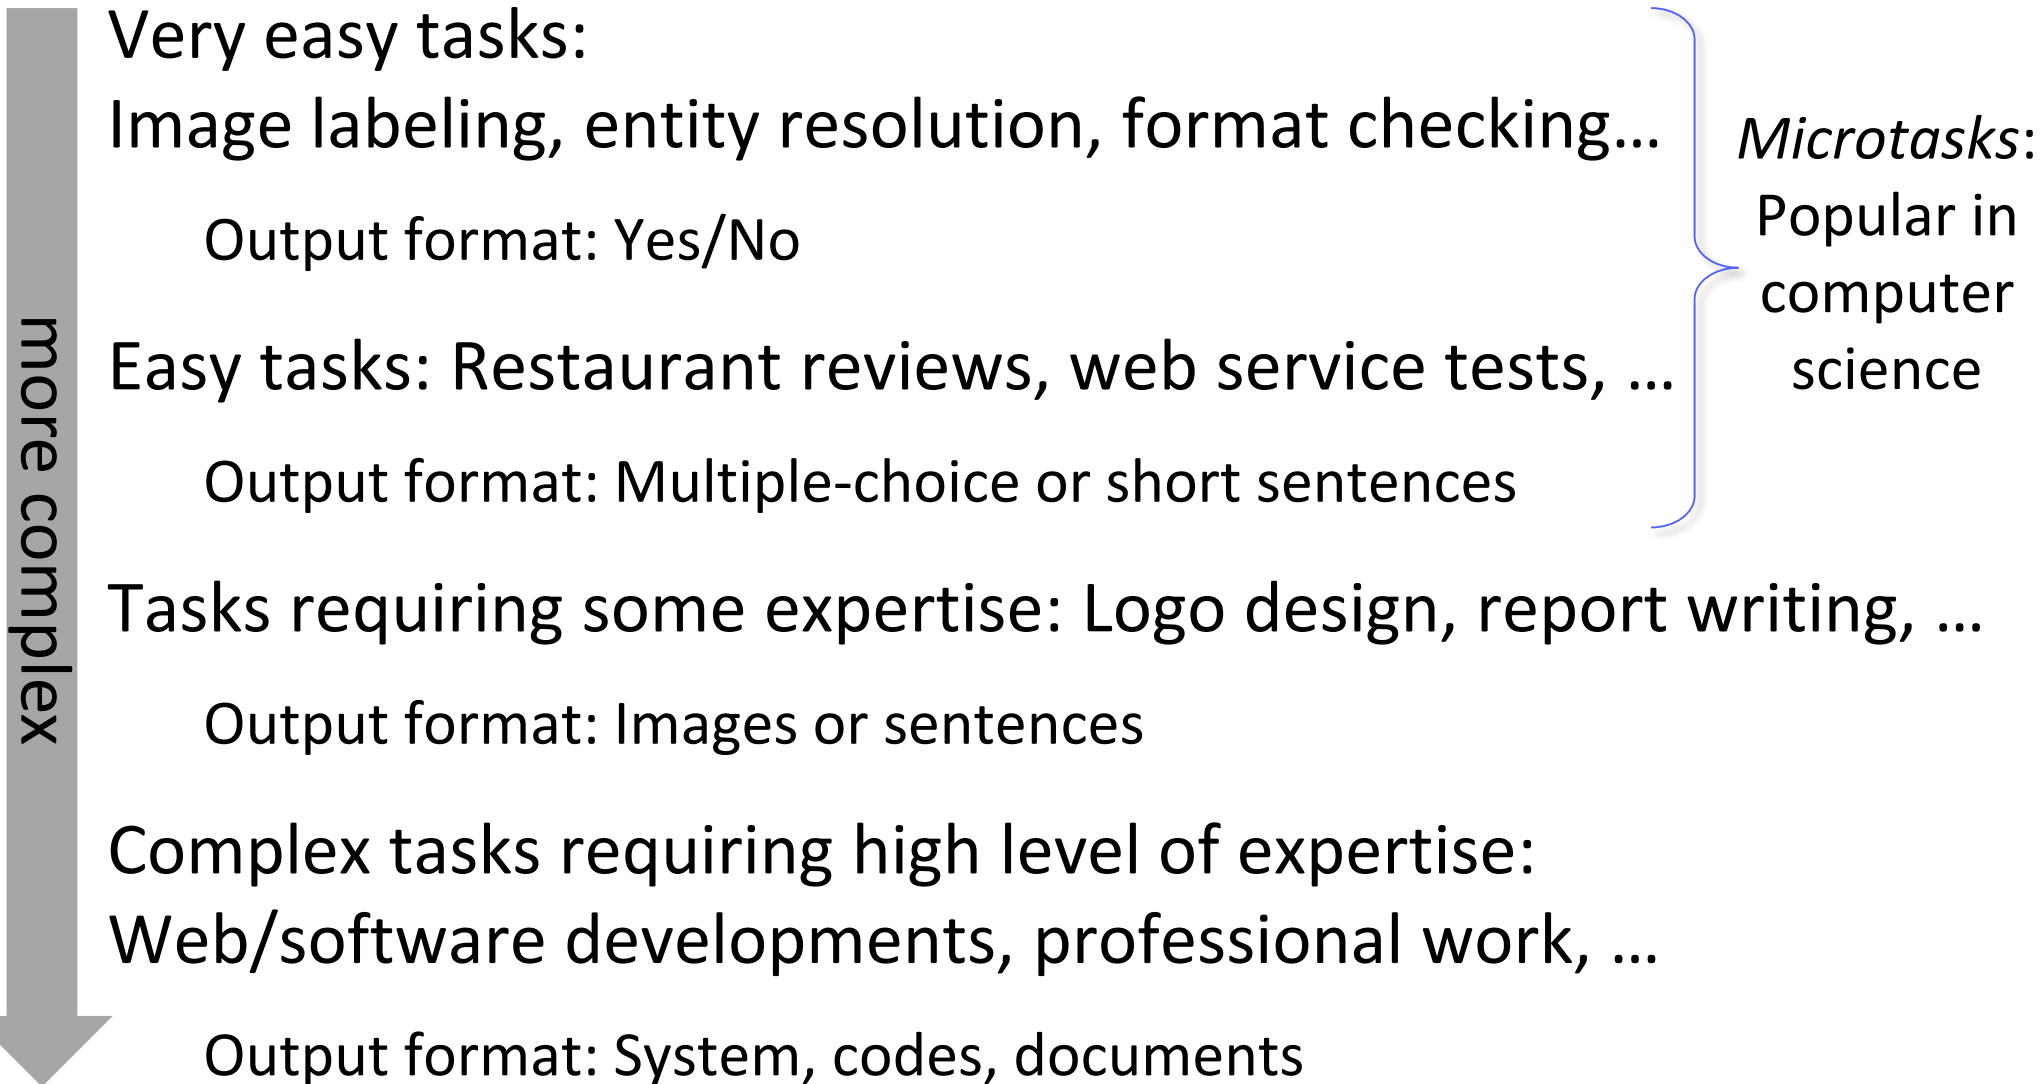 Very easy tasks:
Image labeling, entity resolution, format checking…
Output format: Yes/No
Easy tasks: Restaurant reviews, web service tests, …
Output format: Multiple-choice or short sentences
Tasks requiring some expertise: Logo design, report writing, …
Output format: Images or sentences
Complex tasks requiring high level of expertise:
Web/software developments, professional work, …
Output format: System, codes, documents
Microtasks:
Popular in
computer
science
more complex